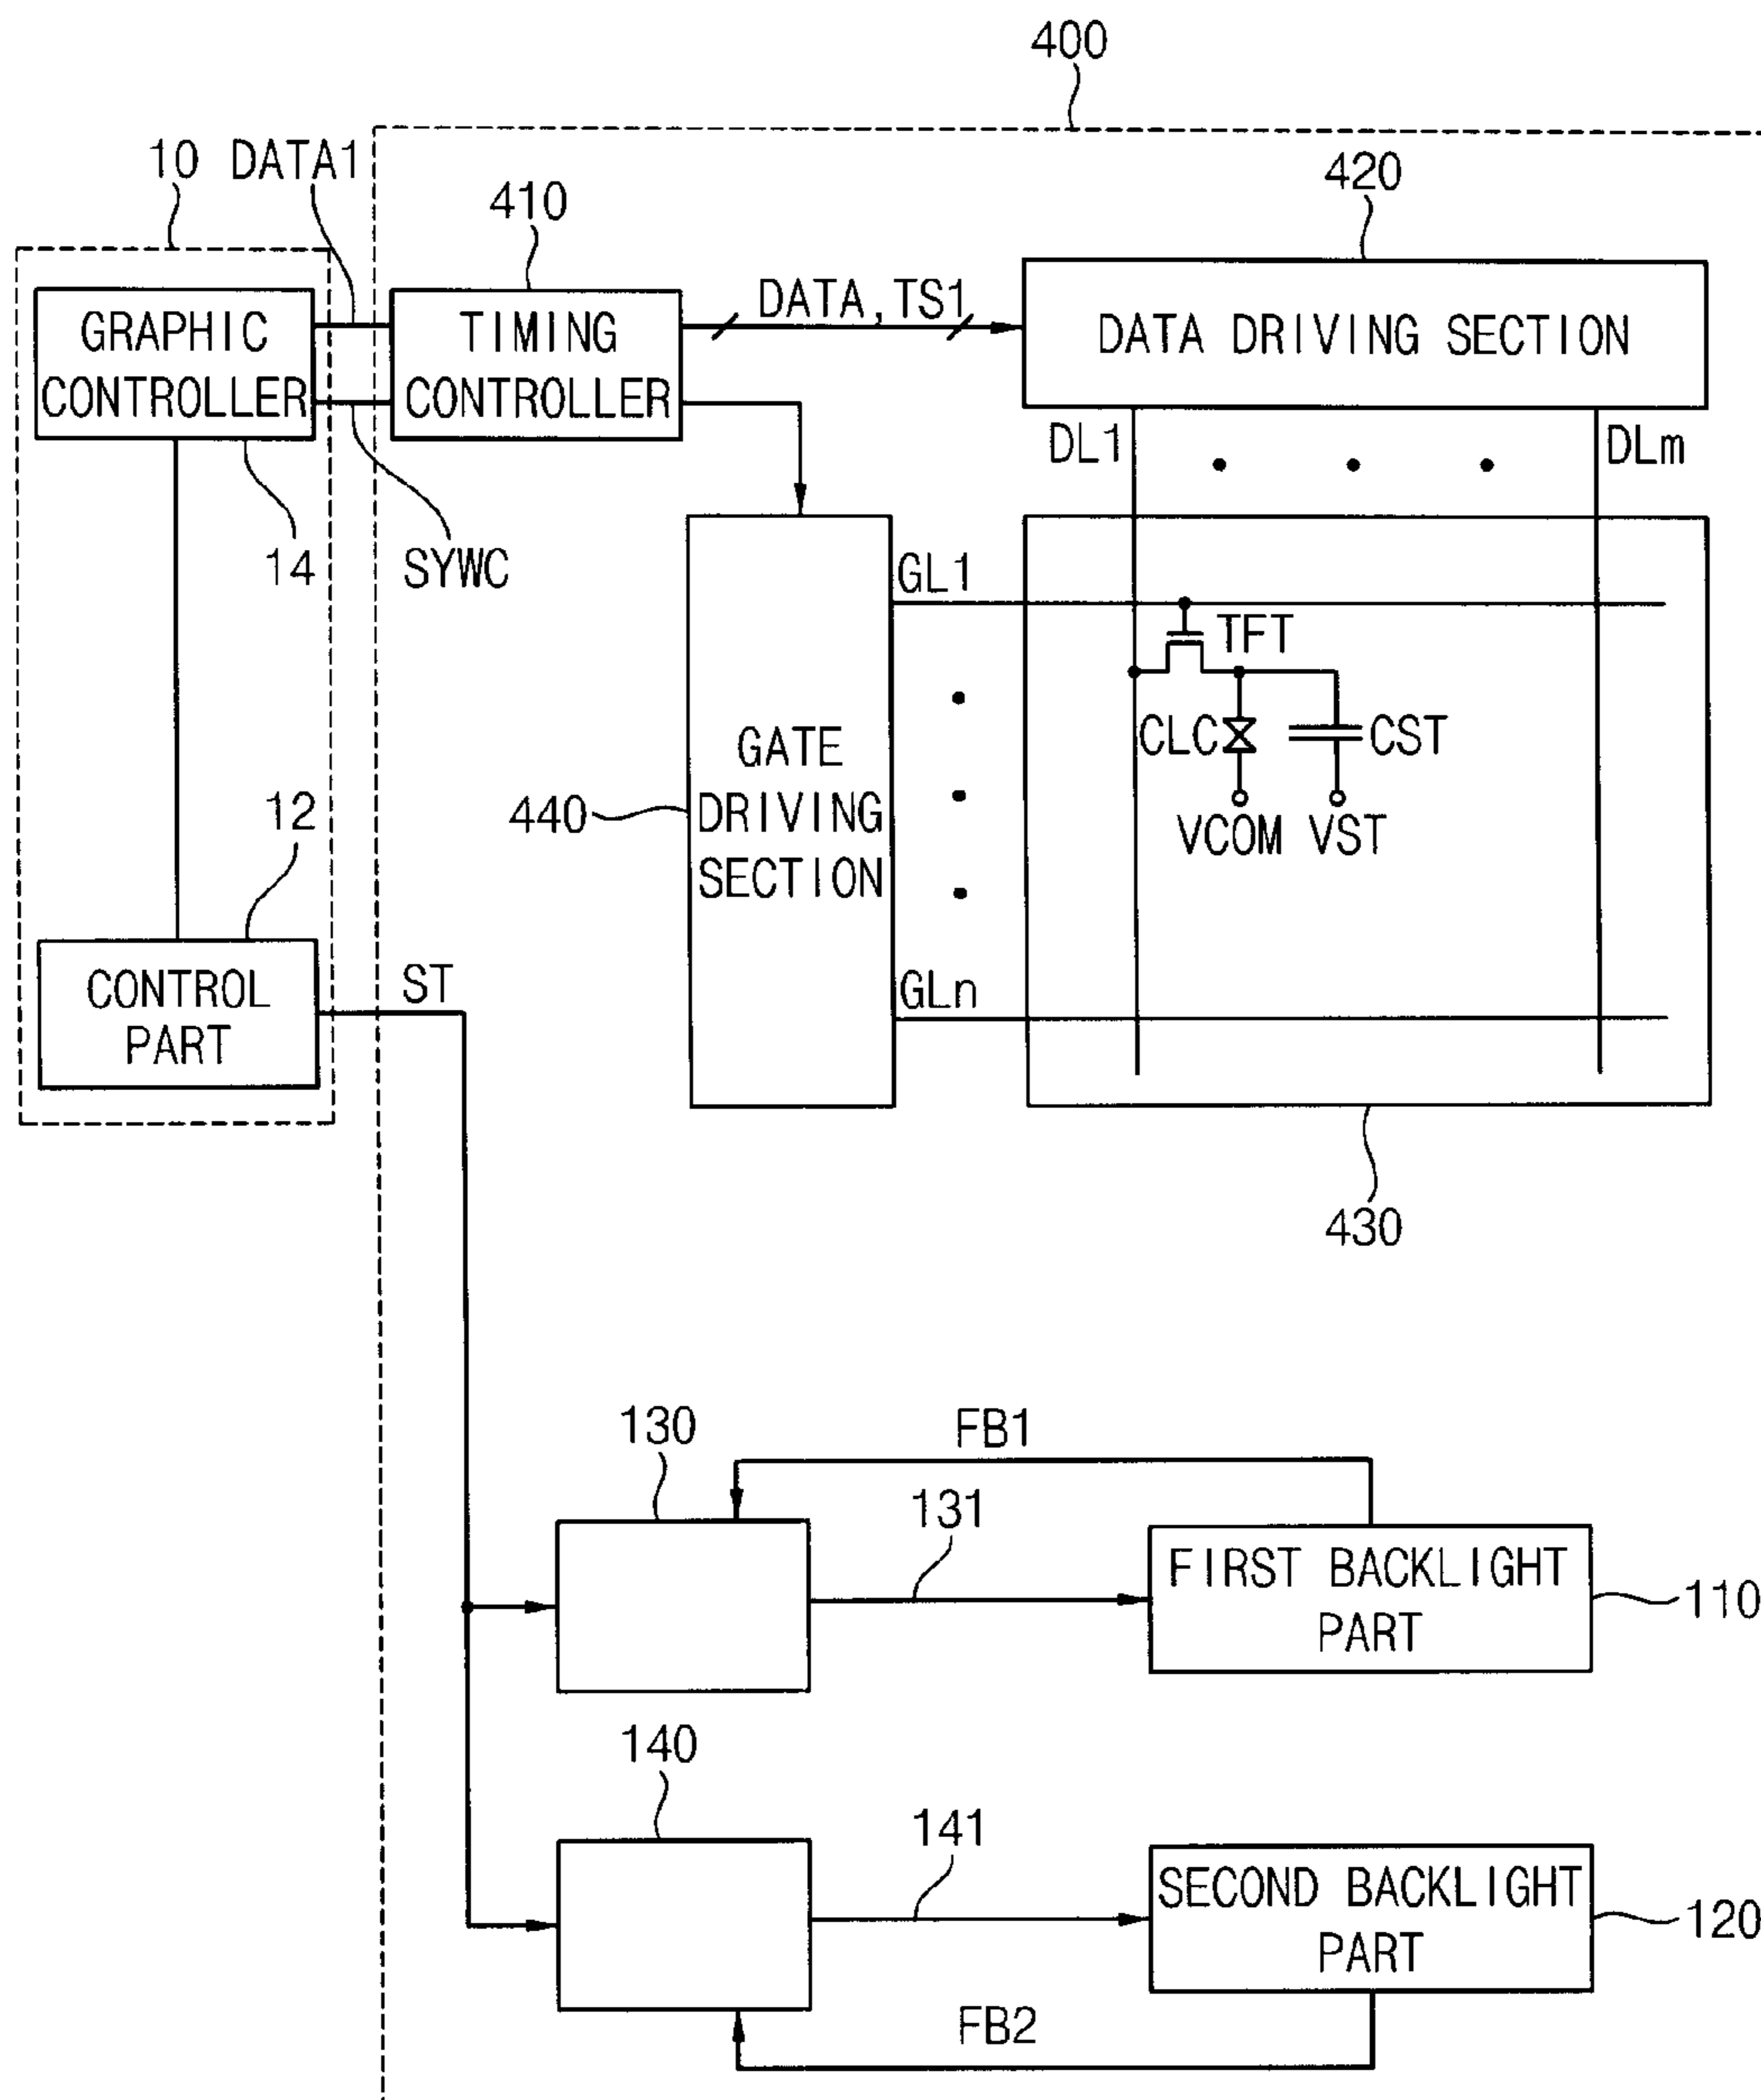 400
10 DATA1
410
420
GRAPHIC
CONTROLLER
TIMING
CONTROLLER
DATA,TS1
DATA DRIVING SECTION
DL1
DLm
14
SYWC
GL1
TFT
CLC
CST
VCOM VST
440
GATE
DRIVING
SECTION
12
CONTROL
PART
ST
GLn
430
130
FB1
131
FIRST BACKLIGHT
PART
110
140
141
SECOND BACKLIGHT
PART
120
FB2